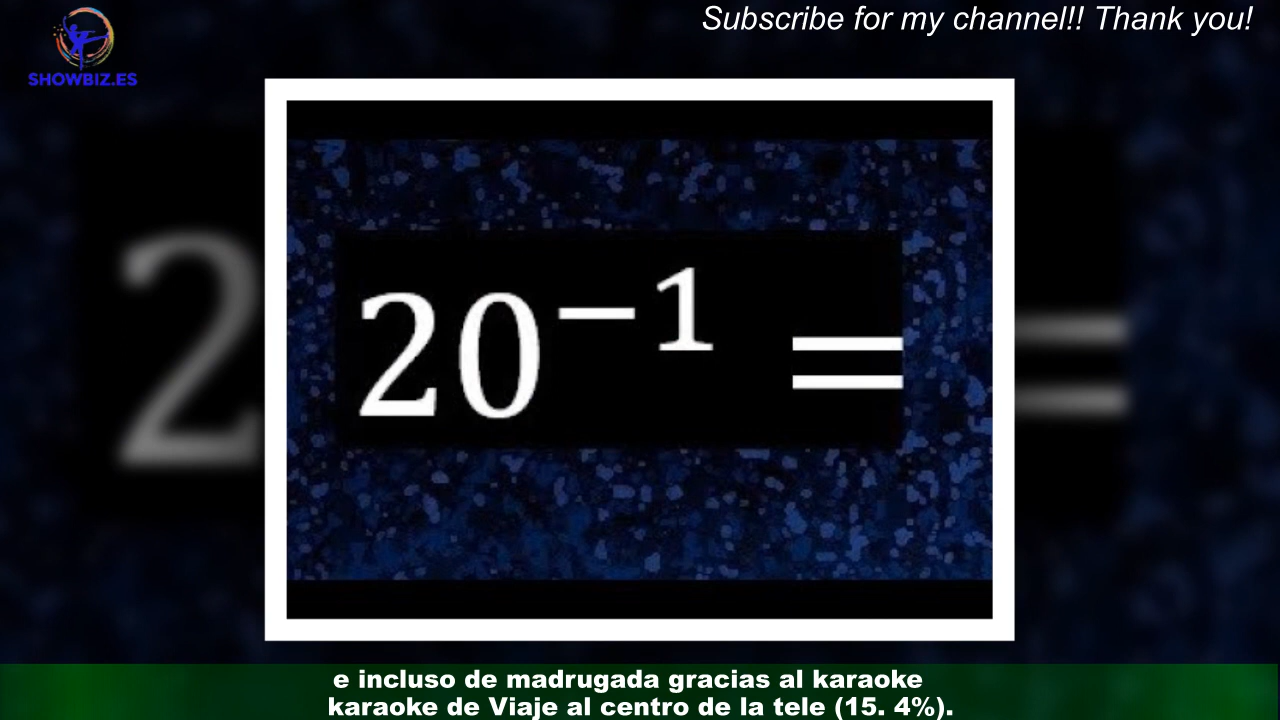 Subscribe for my channel!! Thank you!
SHOWBIZ.ES
20⁻¹ =
2 =
e incluso de madrugada gracias al karaoke
karaoke de Viaje al centro de la tele (15. 4%).